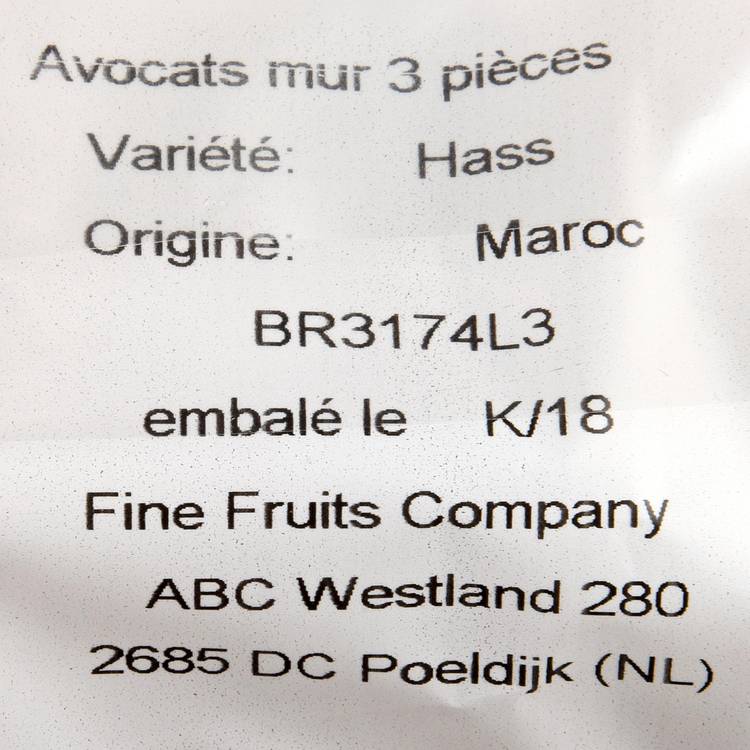 Avocats mur 3 pièces
Variété: Hass
Origine: Maroc
BR3174L3
embalé le K/18
Fine Fruits Company
ABC Westland 280
2685 DC Poeldijk (NL)